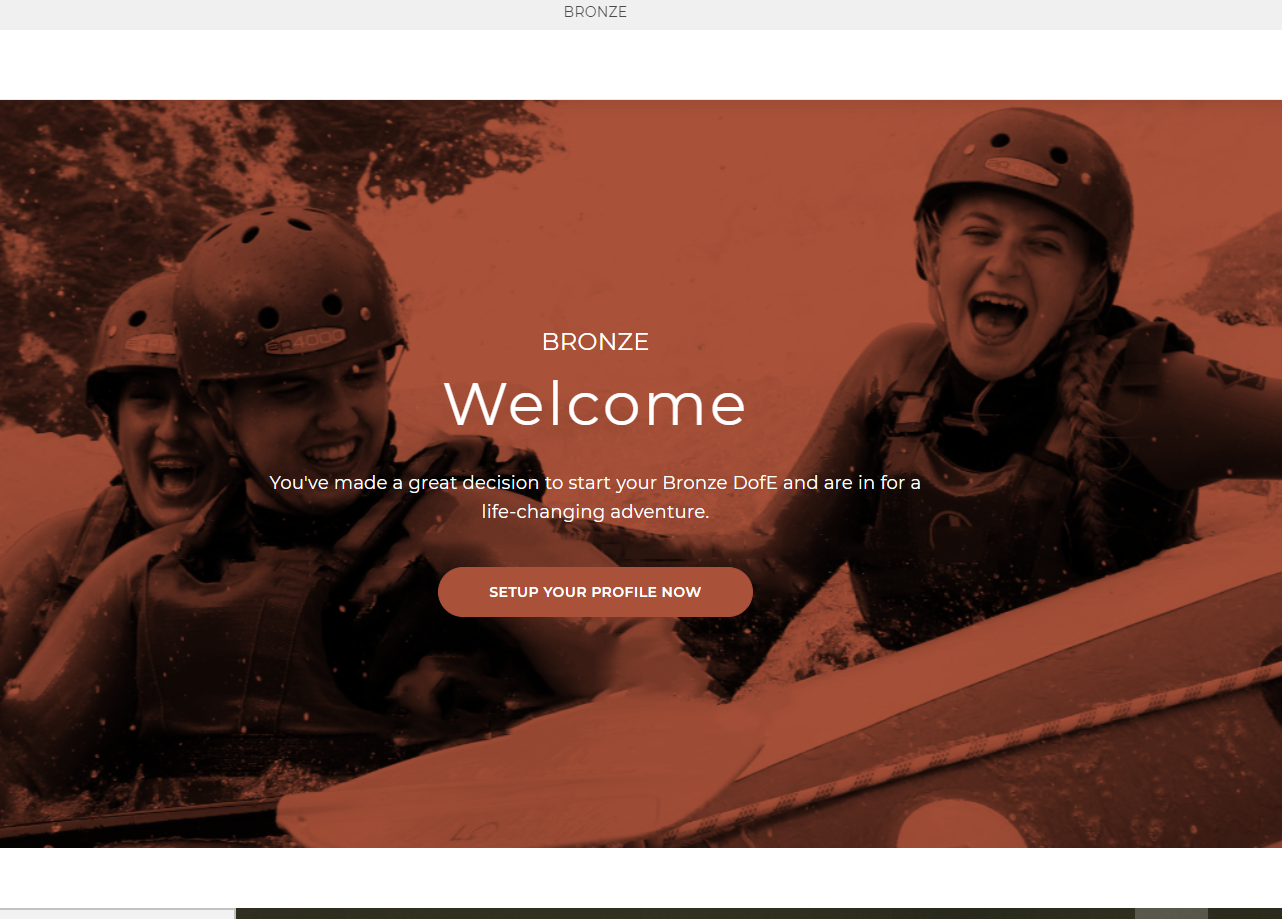 BRONZE
BRONZE
Welcome
You've made a great decision to start your Bronze DofE and are in for a
life-changing adventure.
SETUP YOUR PROFILE NOW